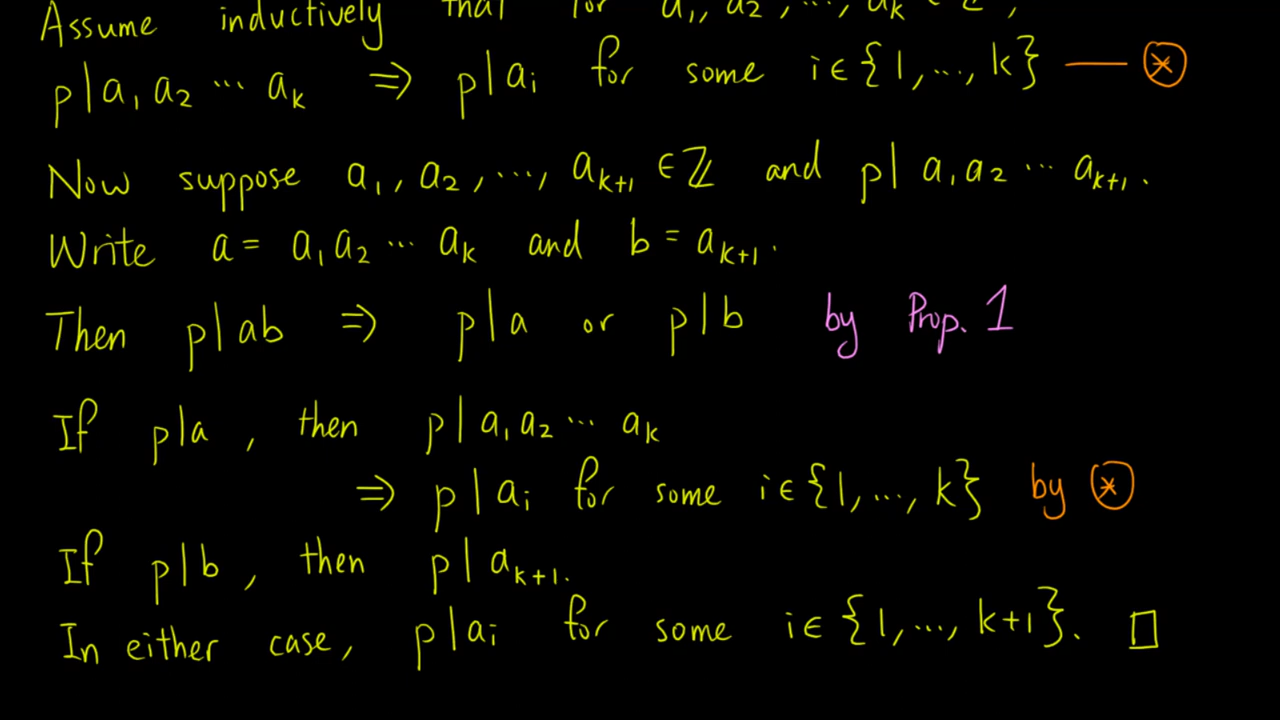 Assume inductively that for a₁, a₂, ..., aₖ ∈ ℤ,
p|a₁a₂ ⋯ aₖ ⇒ p|aᵢ for some i∈{1,...,k} — ⊛
Now suppose a₁, a₂, ..., aₖ₊₁ ∈ℤ and p| a₁a₂ ⋯ aₖ₊₁.
Write a = a₁a₂ ⋯ aₖ and b = aₖ₊₁.
Then p|ab ⇒ p|a or p|b by Prop. 1
If p|a, then p|a₁a₂ ⋯ aₖ
⇒ p|aᵢ for some i∈{1,...,k} by ⊛
If p|b, then p|aₖ₊₁.
In either case, p|aᵢ for some i∈{1,...,k+1}. □